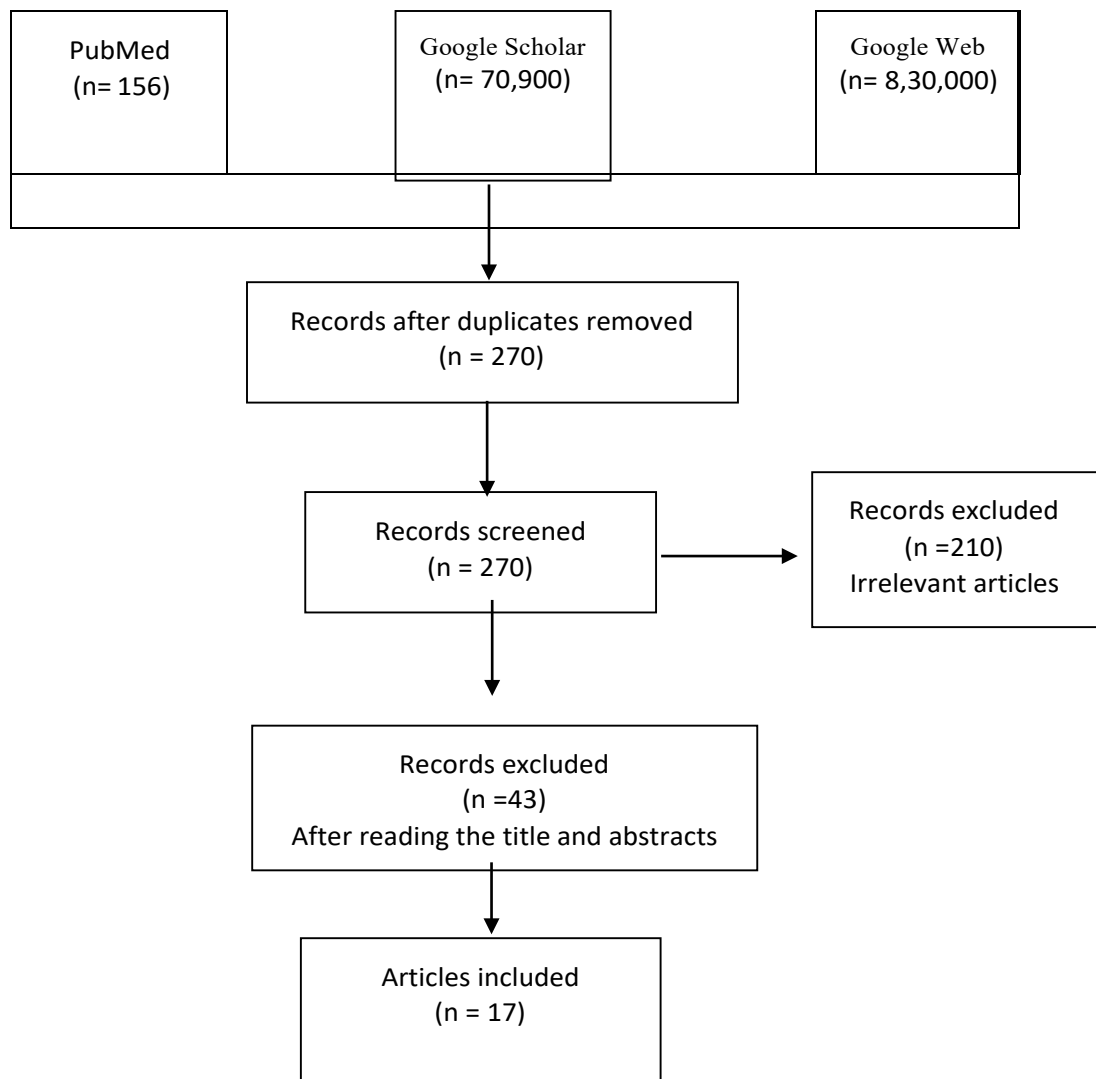 PubMed
(n= 156)
Google Scholar
(n= 70,900)
Google Web
(n= 8,30,000)
Records after duplicates removed
(n = 270)
Records screened
(n = 270)
Records excluded
(n =210)
Irrelevant articles
Records excluded
(n =43)
After reading the title and abstracts
Articles included
(n = 17)